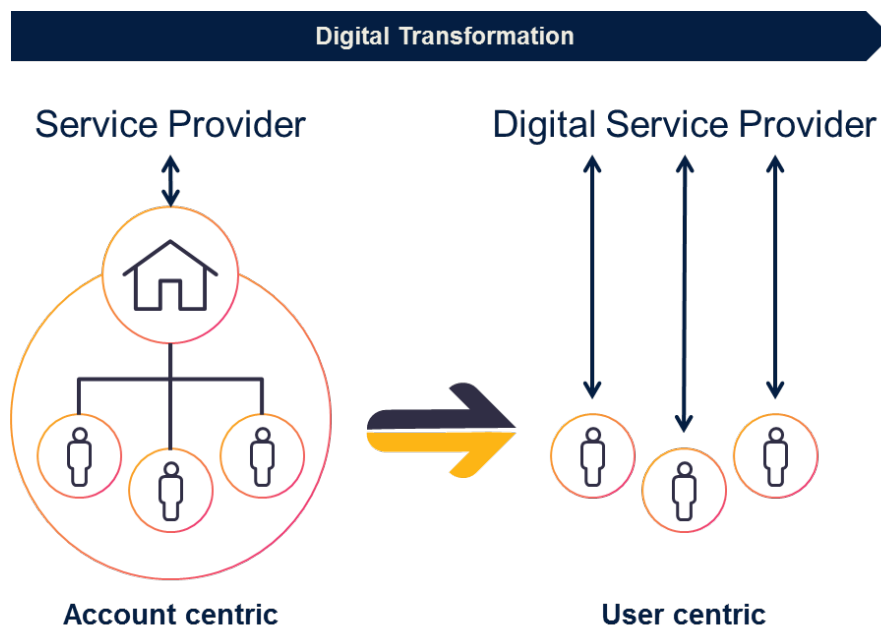 Digital Transformation
Service Provider
Digital Service Provider
Account centric
User centric